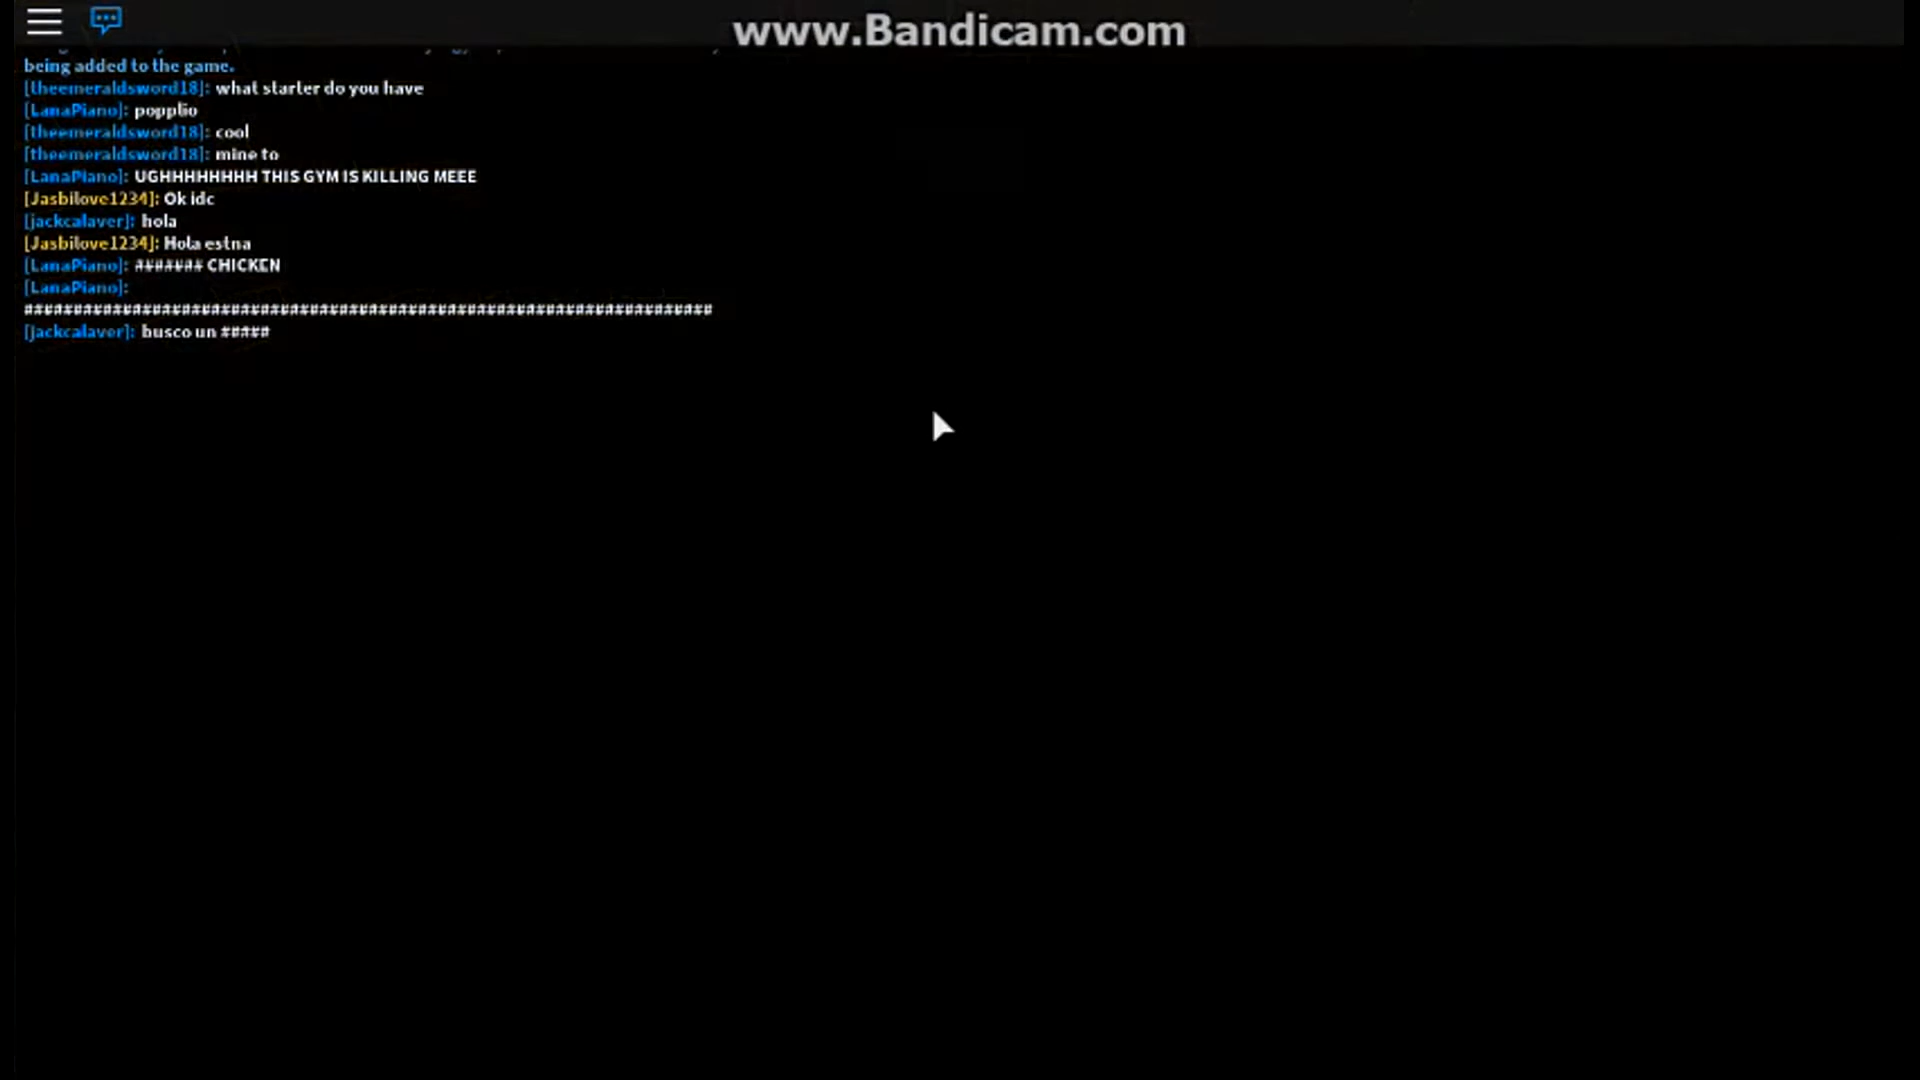 www.Bandicam.com
being added to the game.
[theemeraldsword18]: what starter do you have
[LanaPiano]: popplio
[theemeraldsword18]: cool
[theemeraldsword18]: mine to
[LanaPiano]: UGHHHHHHHH THIS GYM IS KILLING MEEE
[Jasbilove1234]: Ok idc
[jackcalaver]: hola
[Jasbilove1234]: Hola estna
[LanaPiano]: ####### CHICKEN
[LanaPiano]:
######################################################################
[jackcalaver]: busco un #####